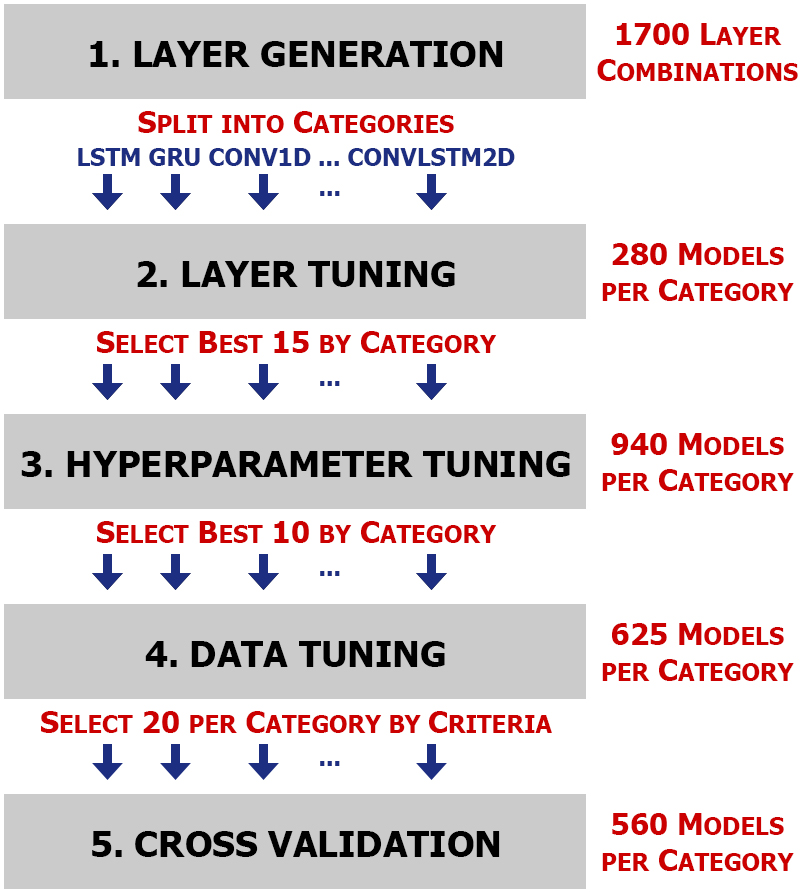 1. LAYER GENERATION
1700 LAYER
COMBINATIONS
SPLIT INTO CATEGORIES
LSTM GRU CONV1D ... CONVLSTM2D
...
2. LAYER TUNING
280 MODELS
PER CATEGORY
SELECT BEST 15 BY CATEGORY
...
3. HYPERPARAMETER TUNING
940 MODELS
PER CATEGORY
SELECT BEST 10 BY CATEGORY
...
4. DATA TUNING
625 MODELS
PER CATEGORY
SELECT 20 PER CATEGORY BY CRITERIA
...
5. CROSS VALIDATION
560 MODELS
PER CATEGORY